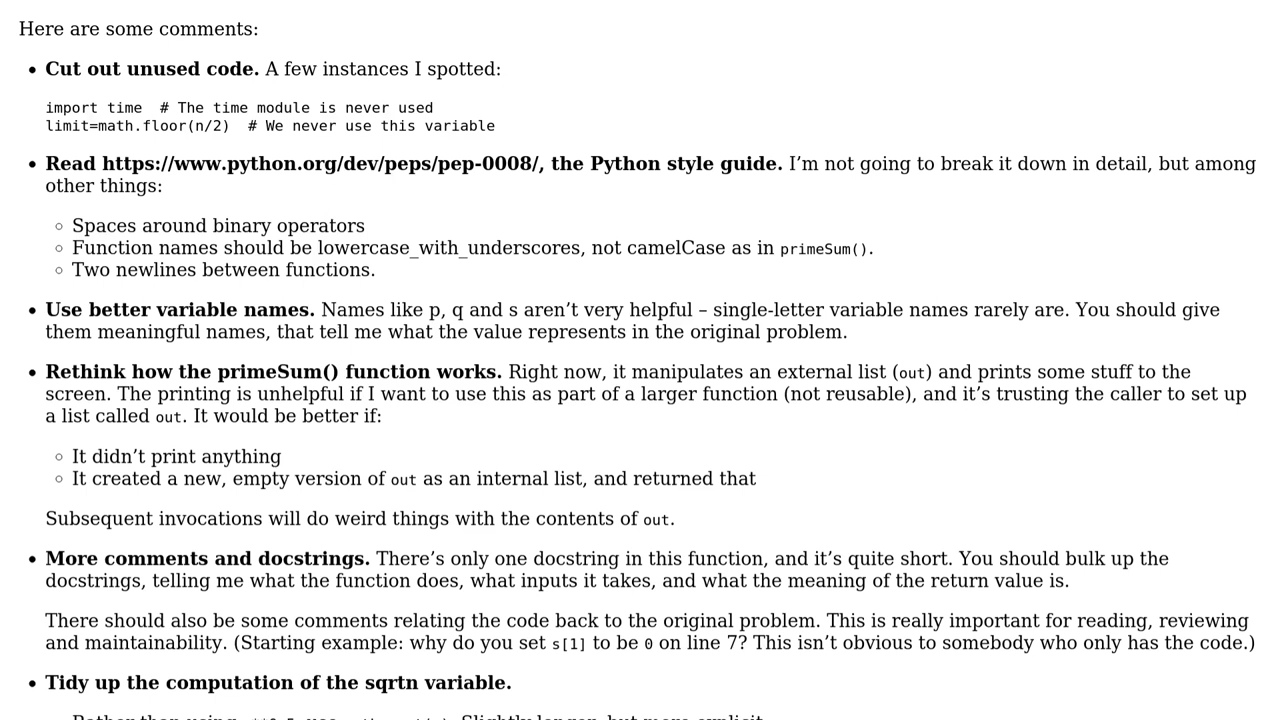 Here are some comments:
Cut out unused code. A few instances I spotted:
import time  # The time module is never used
limit=math.floor(n/2)  # We never use this variable
Read https://www.python.org/dev/peps/pep-0008/, the Python style guide. I’m not going to break it down in detail, but among
other things:
Spaces around binary operators
Function names should be lowercase_with_underscores, not camelCase as in primeSum().
Two newlines between functions.
Use better variable names. Names like p, q and s aren’t very helpful – single-letter variable names rarely are. You should give
them meaningful names, that tell me what the value represents in the original problem.
Rethink how the primeSum() function works. Right now, it manipulates an external list (out) and prints some stuff to the
screen. The printing is unhelpful if I want to use this as part of a larger function (not reusable), and it’s trusting the caller to set up
a list called out. It would be better if:
It didn’t print anything
It created a new, empty version of out as an internal list, and returned that
Subsequent invocations will do weird things with the contents of out.
More comments and docstrings. There’s only one docstring in this function, and it’s quite short. You should bulk up the
docstrings, telling me what the function does, what inputs it takes, and what the meaning of the return value is.
There should also be some comments relating the code back to the original problem. This is really important for reading, reviewing
and maintainability. (Starting example: why do you set s[1] to be 0 on line 7? This isn’t obvious to somebody who only has the code.)
Tidy up the computation of the sqrtn variable.